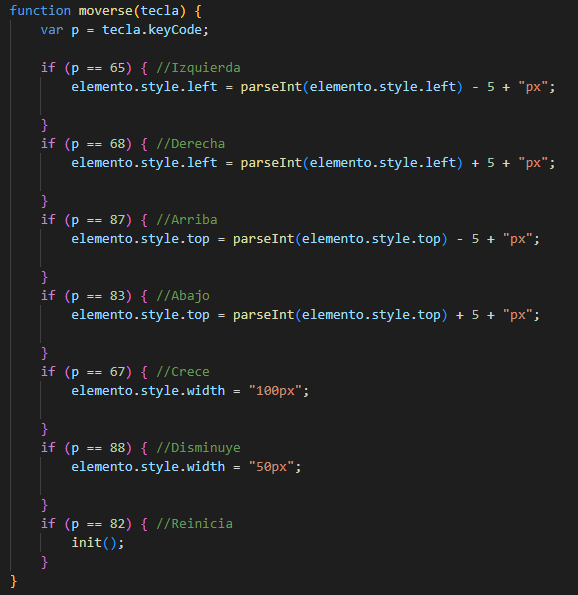 function moverse(tecla) {
var p = tecla.keyCode;
if (p == 65) { //Izquierda
elemento.style.left = parseInt(elemento.style.left) - 5 + "px";
}
if (p == 68) { //Derecha
elemento.style.left = parseInt(elemento.style.left) + 5 + "px";
}
if (p == 87) { //Arriba
elemento.style.top = parseInt(elemento.style.top) - 5 + "px";
}
if (p == 83) { //Abajo
elemento.style.top = parseInt(elemento.style.top) + 5 + "px";
}
if (p == 67) { //Crece
elemento.style.width = "100px";
}
if (p == 88) { //Disminuye
elemento.style.width = "50px";
}
if (p == 82) { //Reinicia
init();
}
}